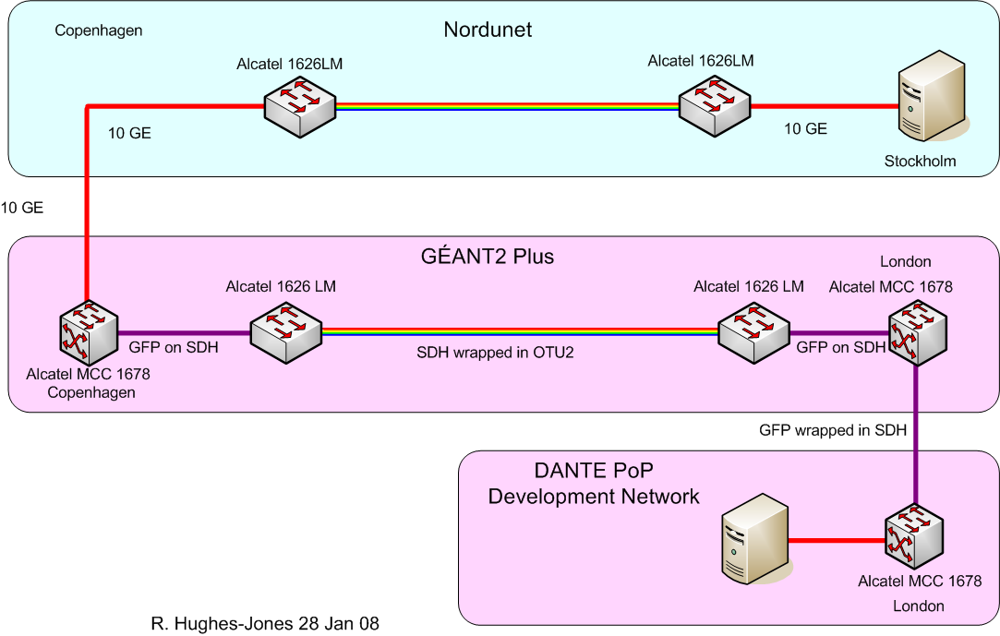 Copenhagen
Nordunet
Alcatel 1626LM
Alcatel 1626LM
10 GE
10 GE
Stockholm
10 GE
GÉANT2 Plus
London
Alcatel 1626 LM
Alcatel 1626 LM
Alcatel MCC 1678
GFP on SDH
SDH wrapped in OTU2
GFP on SDH
Alcatel MCC 1678
Copenhagen
GFP wrapped in SDH
DANTE PoP
Development Network
Alcatel MCC 1678
London
R. Hughes-Jones 28 Jan 08